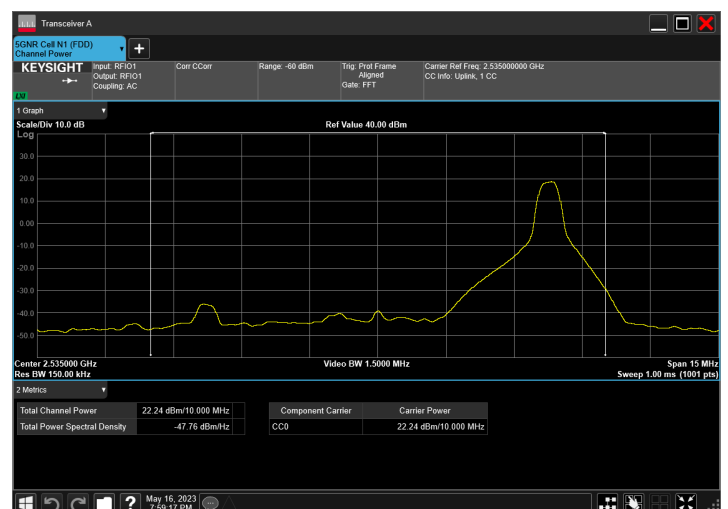 Transceiver A
5GNR Cell N1 (FDD)
Channel Power
KEYSIGHT
LXI
Input: RFIO1
Output: RFIO1
Coupling: AC
Corr CCorr
Range: -60 dBm
Trig: Prot Frame
Aligned
Gate: FFT
Carrier Ref Freq: 2.535000000 GHz
CC Info: Uplink, 1 CC
1 Graph
Scale/Div 10.0 dB
Ref Value 40.00 dBm
Log
30.0
20.0
10.0
0.00
-10.0
-20.0
-30.0
-40.0
-50.0
Center 2.535000 GHz
Video BW 1.5000 MHz
Span 15 MHz
Res BW 150.00 kHz
Sweep 1.00 ms (1001 pts)
2 Metrics
Total Channel Power 22.24 dBm/10.000 MHz
Total Power Spectral Density -47.76 dBm/Hz
Component Carrier Carrier Power
CC0 22.24 dBm/10.000 MHz
?
May 16, 2023
7:59:17 PM